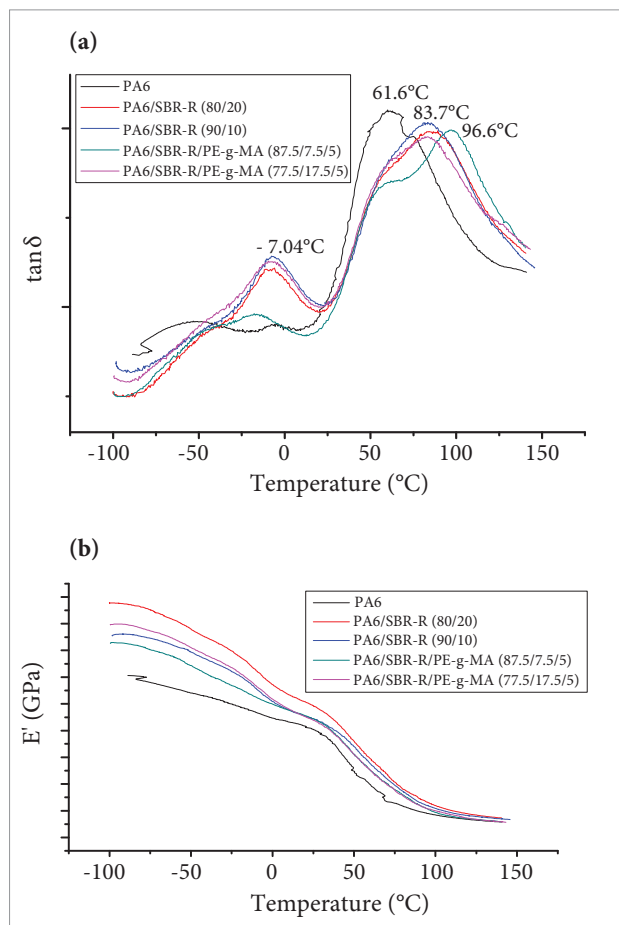 (a)
PA6
PA6/SBR-R (80/20)
PA6/SBR-R (90/10)
PA6/SBR-R/PE-g-MA (87.5/7.5/5)
PA6/SBR-R/PE-g-MA (77.5/17.5/5)
61.6°C
83.7°C
96.6°C
- 7.04°C
tan δ
-100 -50 0 50 100 150
Temperature (°C)
(b)
PA6
PA6/SBR-R (80/20)
PA6/SBR-R (90/10)
PA6/SBR-R/PE-g-MA (87.5/7.5/5)
PA6/SBR-R/PE-g-MA (77.5/17.5/5)
E' (GPa)
-100 -50 0 50 100 150
Temperature (°C)